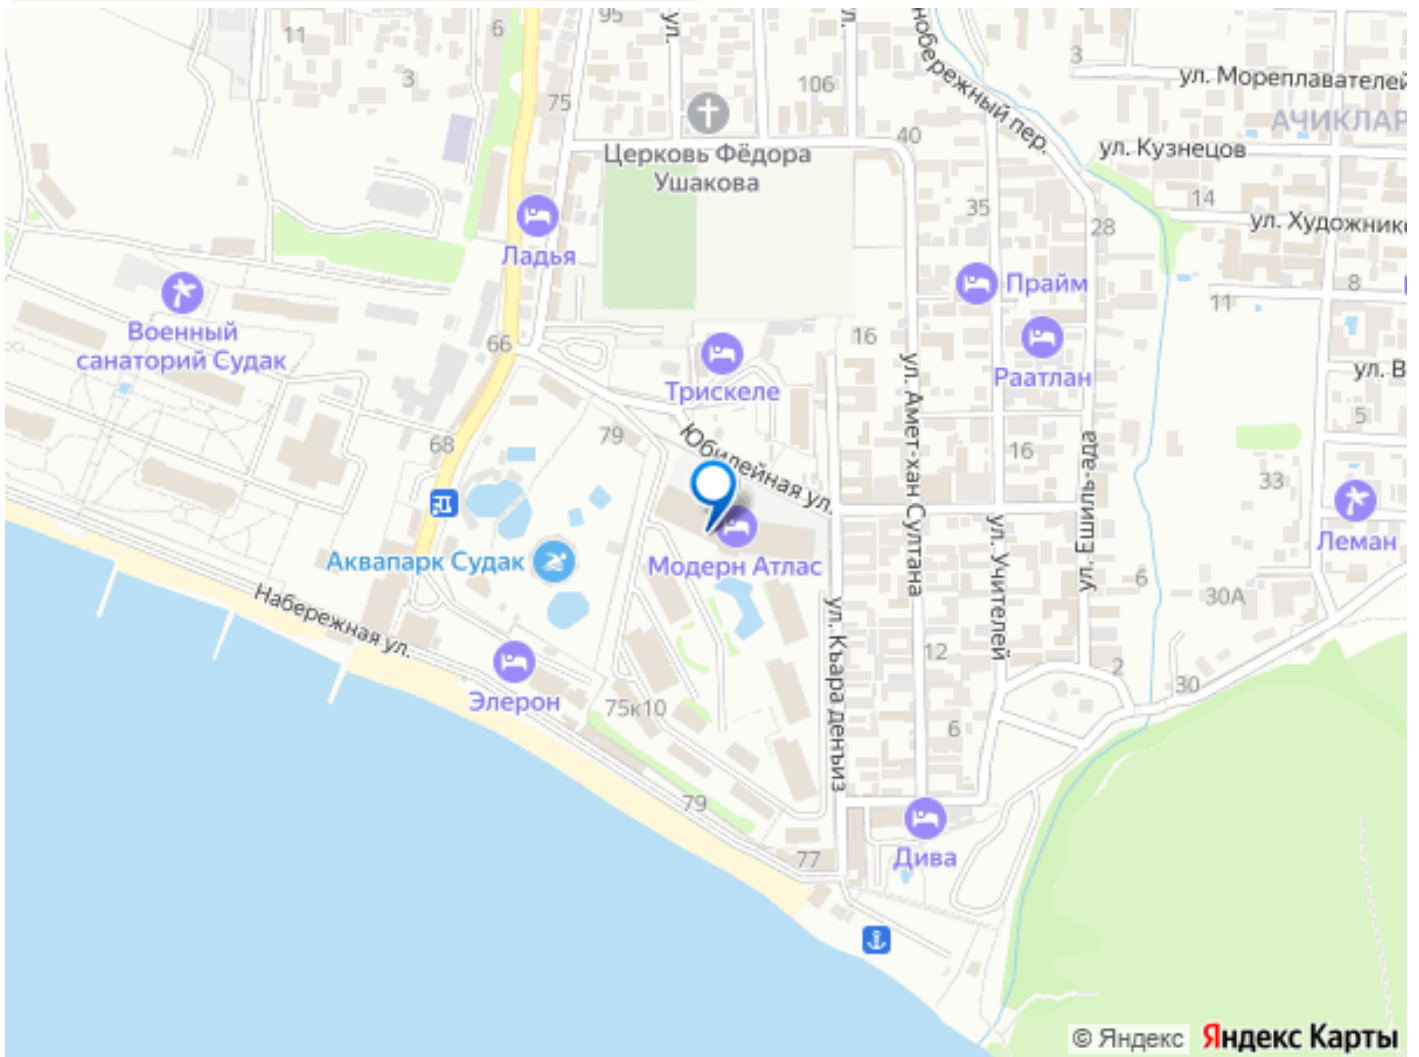 95
ул.
ул.
6
11
3
75
106
нобережный пер.
3
ул. Мореплавателей
АЧИКЛАР
40
ул. Кузнецов
Церковь Фёдора
Ушакова
14
35
28
ул. Художнико
Ладья
Прайм
8
11
Военный
санаторий Судак
66
16
Трискеле
Раатлан
ул. В
5
68
79
Юбилейная ул.
ул. Амет-хан Султана
16
ул. Ешиль-ада
33
Леман
Аквапарк Судак
Модерн Атлас
ул. Учителей
6
30А
Набережная ул.
ул. Къара денъиз
12
2
30
Элерон
75к10
6
79
77
Дива
© Яндекс Яндекс Карты